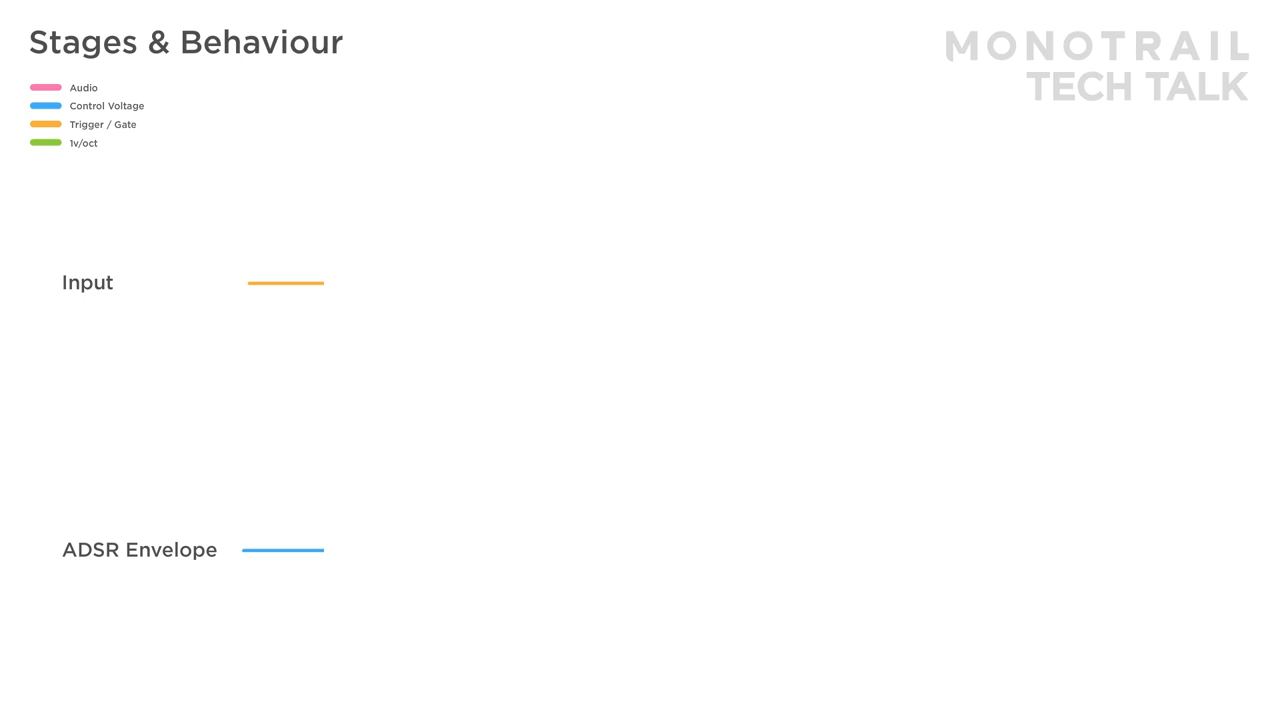 Stages & Behaviour
MONOTRAIL
TECH TALK
Audio
Control Voltage
Trigger / Gate
1v/oct
Input
ADSR Envelope